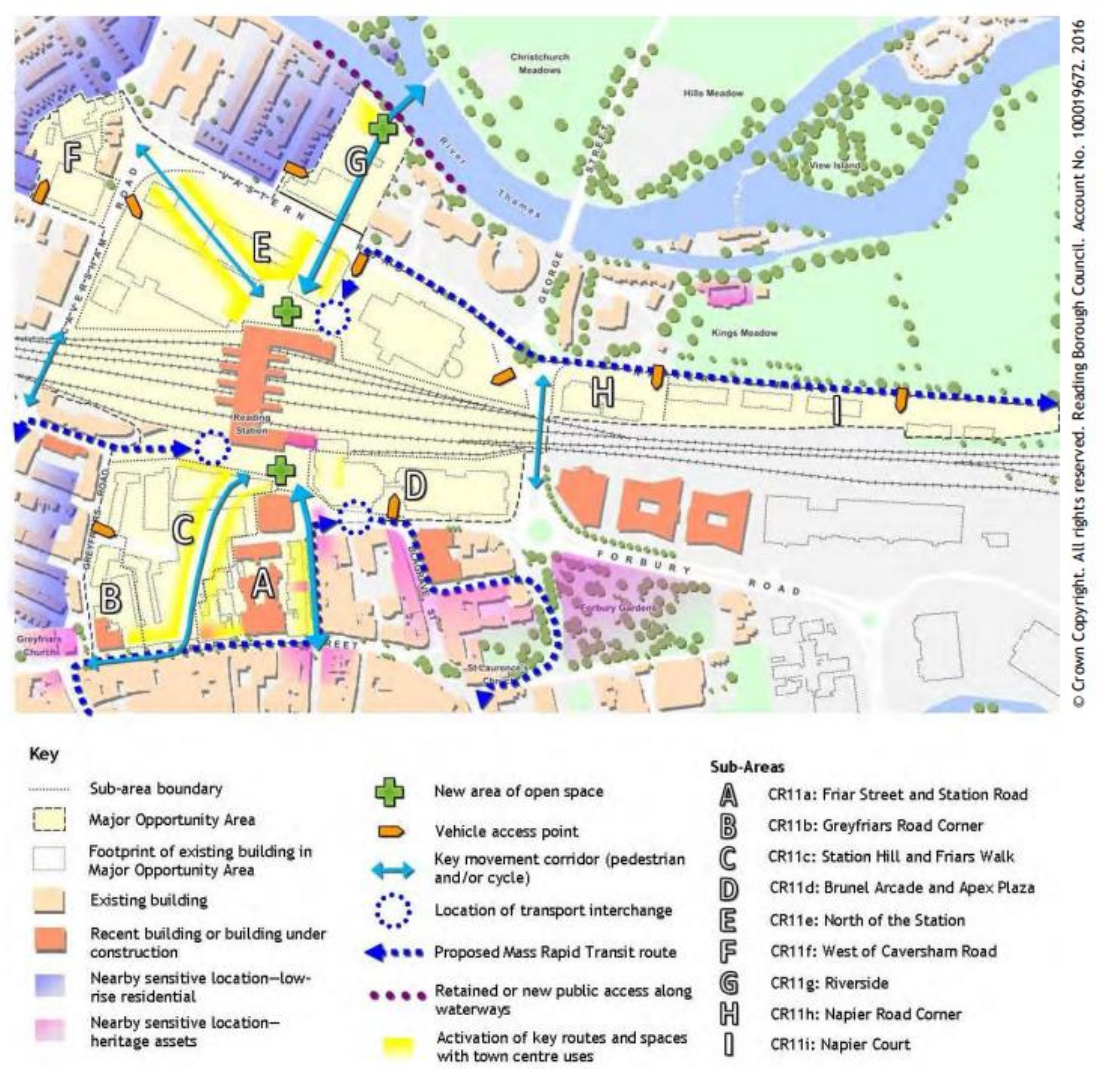 Christchurch
Meadows
Hills Meadow
View Island
River
Thames
GEORGE
STREET
Kings Meadow
F
G
E
H
I
D
C
B
A
VASTERN
ROAD
CAVERSHAM
ROAD
Reading
Station
GREYFRIARS ROAD
FORBURY
ROAD
Forbury Gardens
Greyfriars
Church
REET
St Laurence's
Church
© Crown Copyright. All rights reserved. Reading Borough Council. Account No. 100019672. 2016
Key
Sub-area boundary
Major Opportunity Area
Footprint of existing building in
Major Opportunity Area
Existing building
Recent building or building under
construction
Nearby sensitive location—low-
rise residential
Nearby sensitive location—
heritage assets
New area of open space
Vehicle access point
Key movement corridor (pedestrian
and/or cycle)
Location of transport interchange
Proposed Mass Rapid Transit route
Retained or new public access along
waterways
Activation of key routes and spaces
with town centre uses
Sub-Areas
A CR11a: Friar Street and Station Road
B CR11b: Greyfriars Road Corner
C CR11c: Station Hill and Friars Walk
D CR11d: Brunel Arcade and Apex Plaza
E CR11e: North of the Station
F CR11f: West of Caversham Road
G CR11g: Riverside
H CR11h: Napier Road Corner
I CR11i: Napier Court